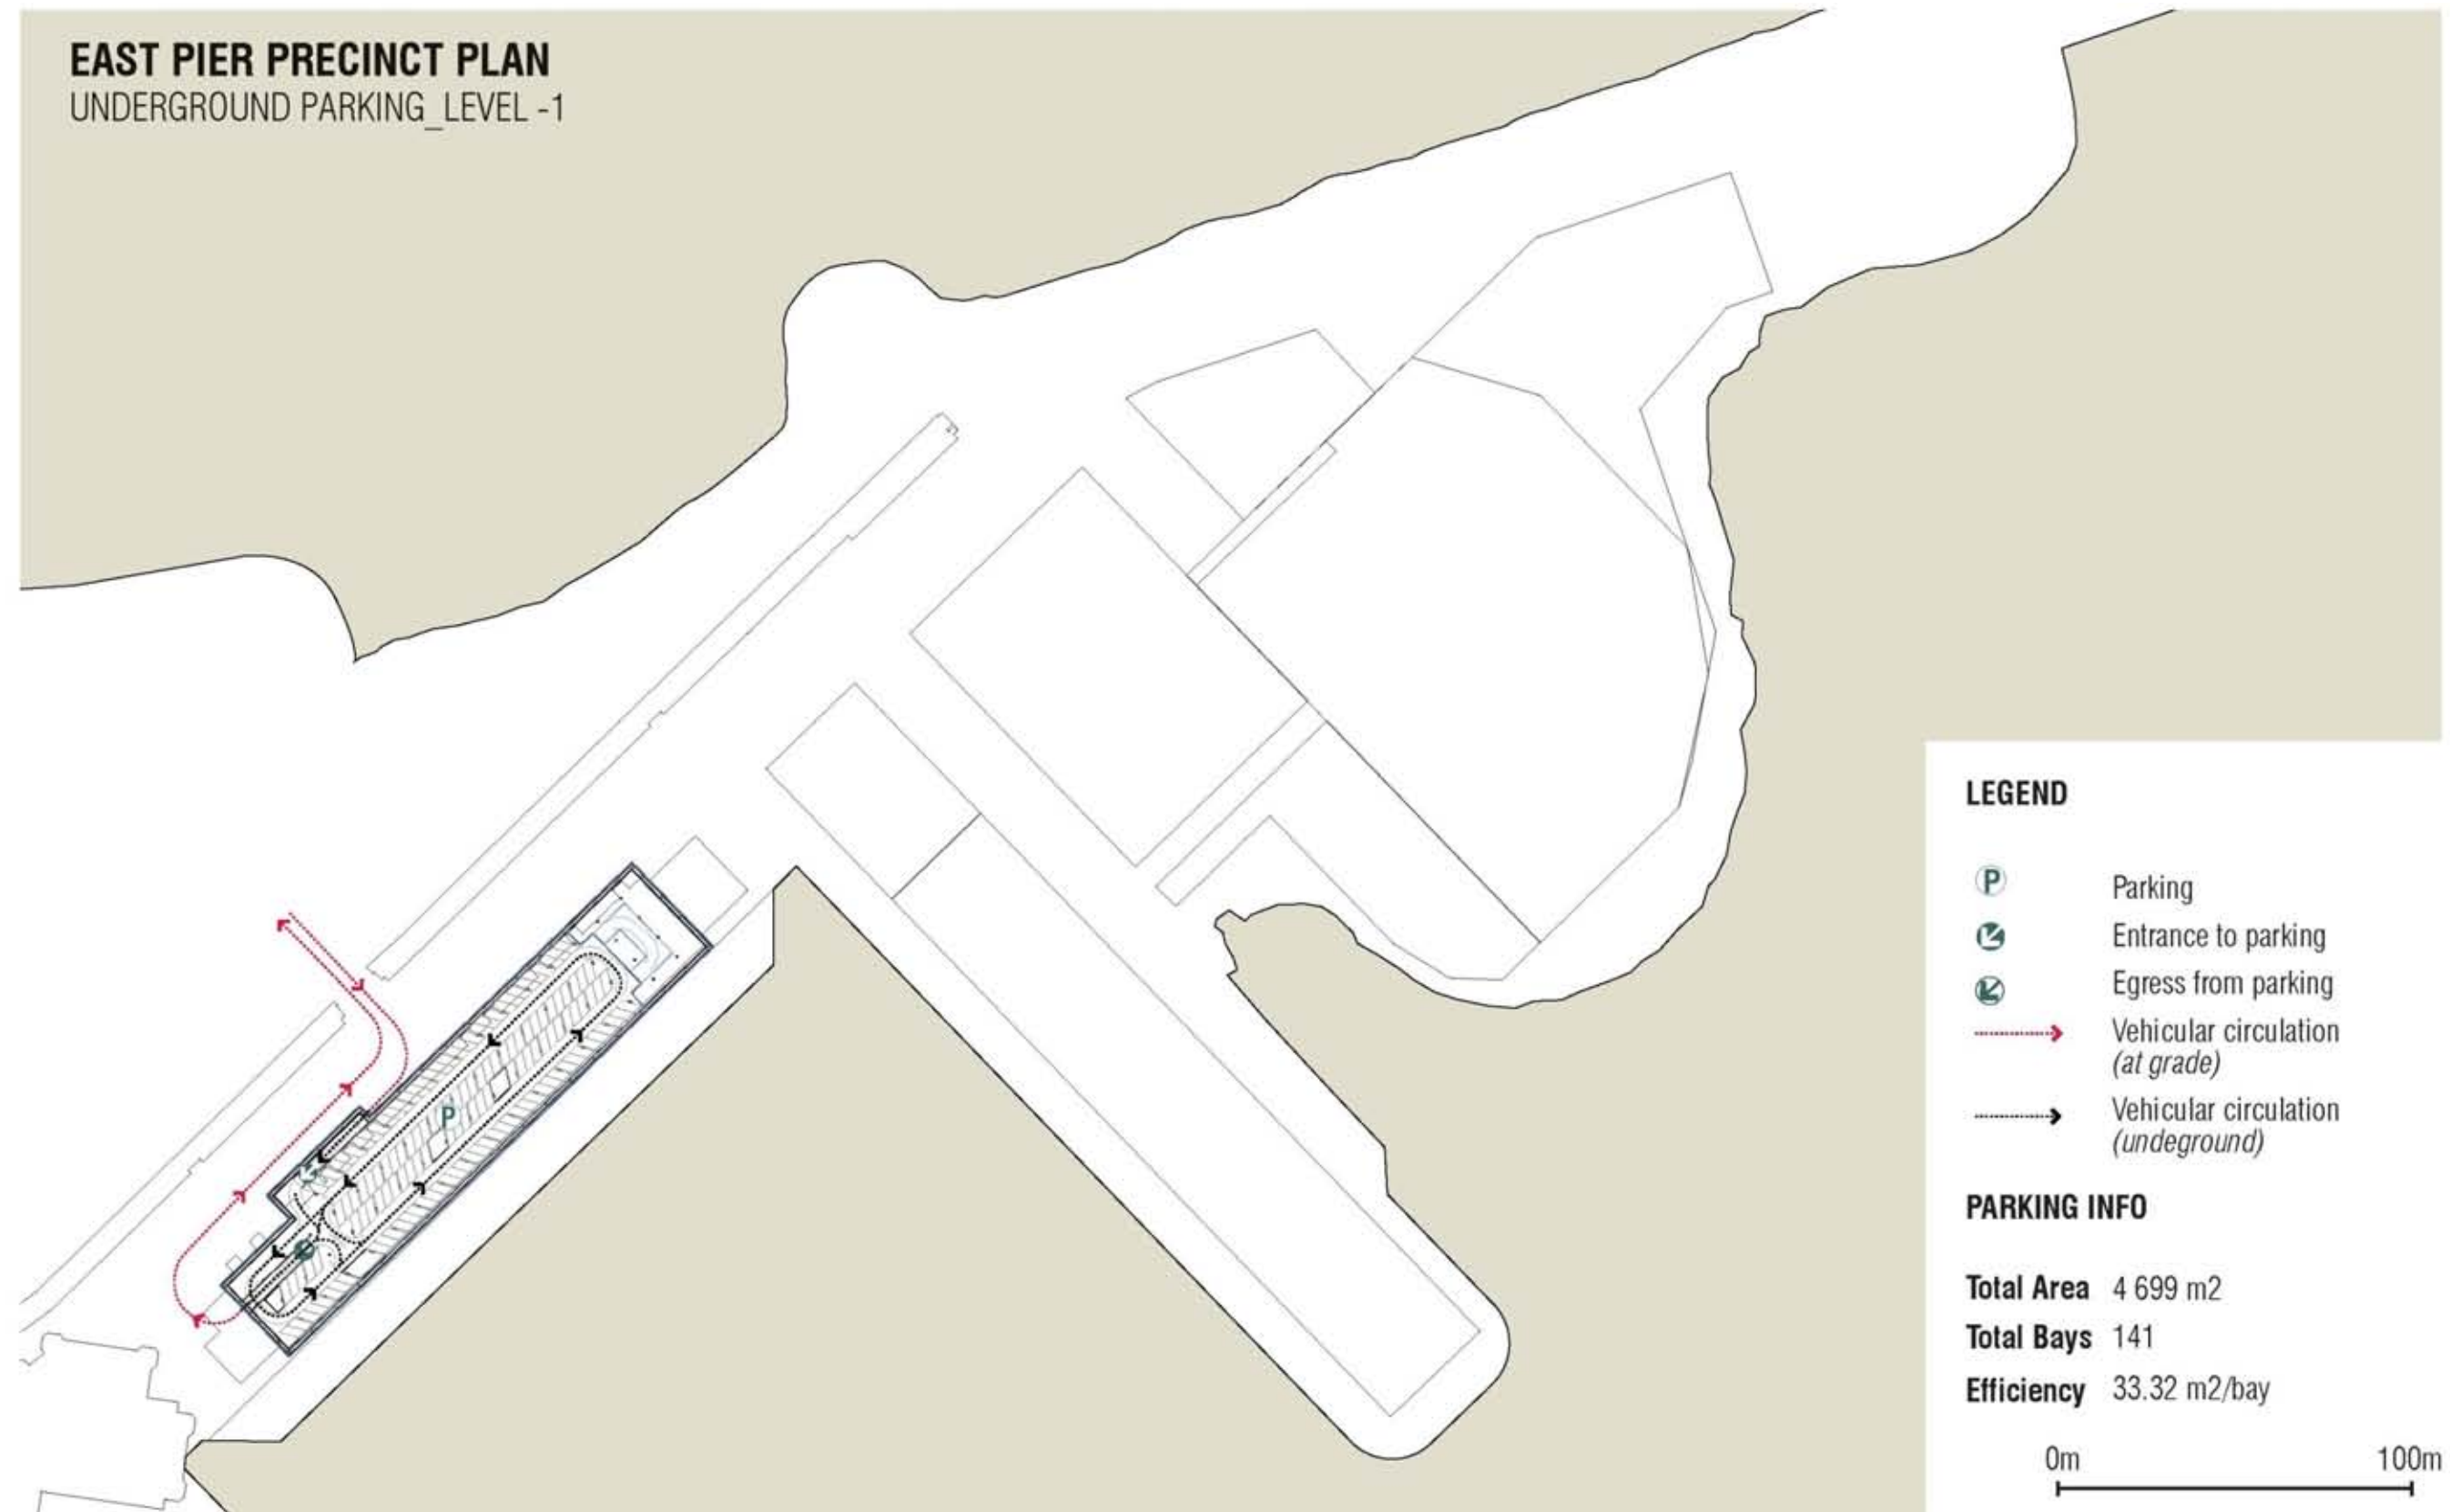 EAST PIER PRECINCT PLAN
UNDERGROUND PARKING_LEVEL -1
P
LEGEND
P Parking
Entrance to parking
Egress from parking
Vehicular circulation
(at grade)
Vehicular circulation
(undeground)
PARKING INFO
Total Area 4 699 m2
Total Bays 141
Efficiency 33.32 m2/bay
0m 100m